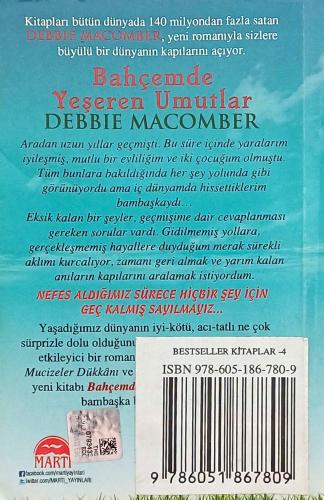 Kitapları bütün dünyada 140 milyondan fazla satan
DEBBIE MACOMBER, yeni romanıyla sizlere
büyülü bir dünyanın kapılarını açıyor.
Bahçemde
Yeşeren Umutlar
DEBBIE MACOMBER
Aradan uzun yıllar geçmişti. Bu süre içinde yaralarım
iyileşmiş, mutlu bir evliliğim ve iki çocuğum olmuştu.
Tüm bunlara bakıldığında her şey yolunda gibi
görünüyordu ama iç dünyamda hissettiklerim
bambaşkaydı...
Eksik kalan bir şeyler, geçmişime dair cevaplanması
gereken sorular vardı. Gidilmemiş yollara,
gerçekleşmemiş hayallere duyduğum merak sürekli
aklımı kurcalıyor, zamanı geri almak ve yarım kalan
anıların kapılarını aralamak istiyordum.
NEFES ALDIĞIMIZ SÜRECE HİÇBİR ŞEY İÇİN
GEÇ KALMIŞ SAYILMAYIZ...
Yaşadığımız dünyanın iyi-kötü, acı-tatlı ne çok
sürprizle dolu olduğunu
etkileyici bir roman
Mucizeler Dükkânı ve
yeni kitabı Bahçemd
bambaşka b
BESTSELLER KİTAPLAR -4
ISBN 978-605-186-780-9
9 786051 867809
MARTI
facebook.com/martiyayinlari
twitter.com/MARTI_YAYINLARI